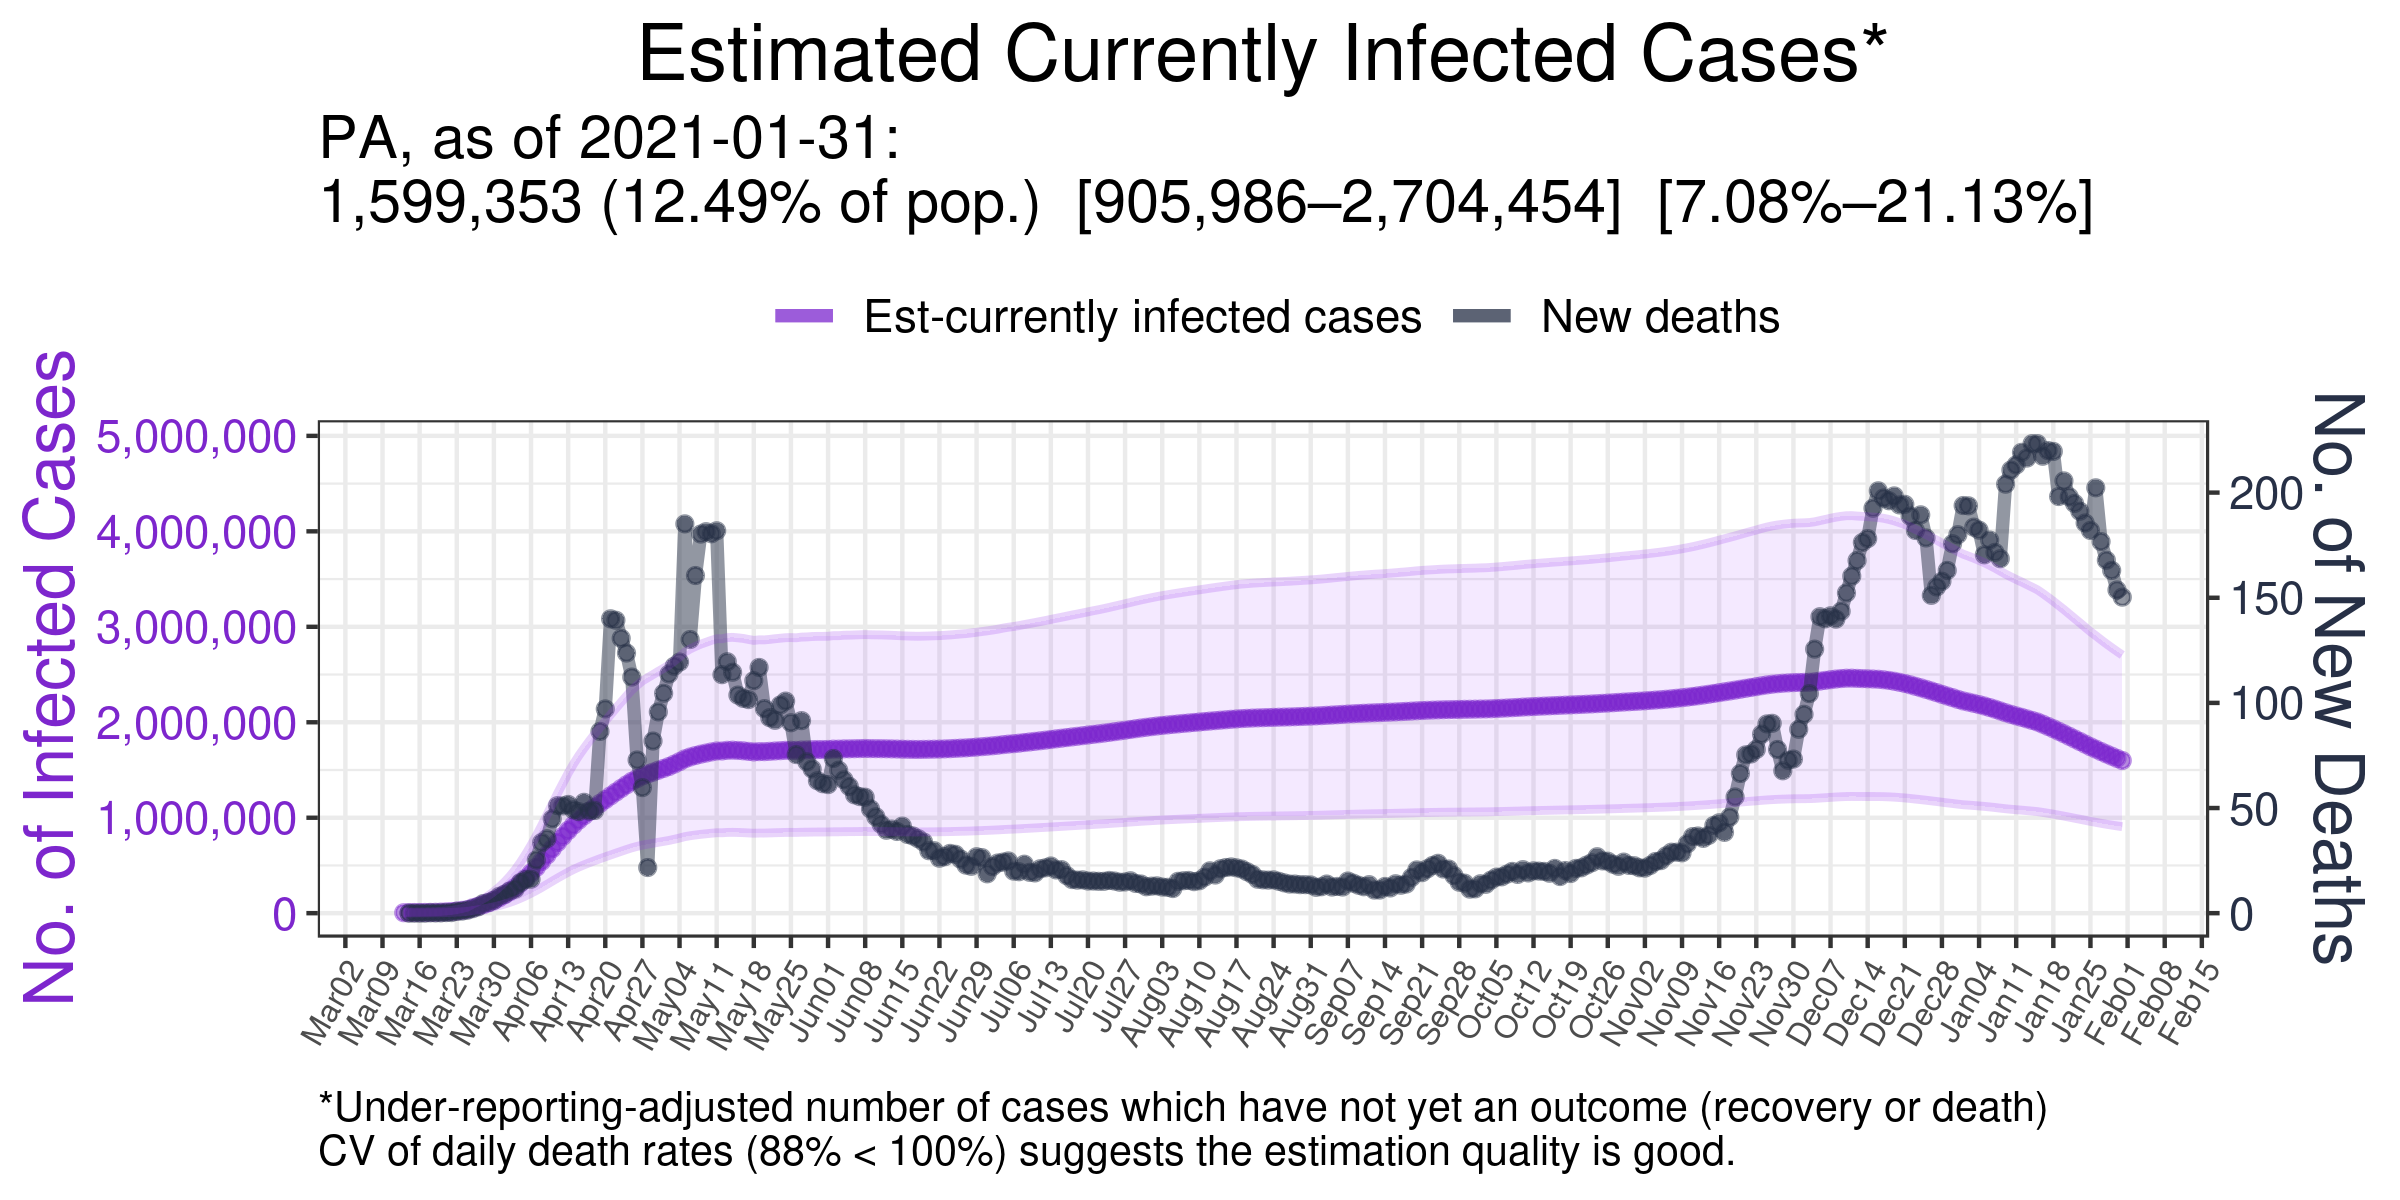 Estimated Currently Infected Cases*
PA, as of 2021-01-31:
1,599,353 (12.49% of pop.) [905,986–2,704,454] [7.08%–21.13%]
Est-currently infected cases
New deaths
No. of Infected Cases
5,000,000
4,000,000
3,000,000
2,000,000
1,000,000
0
No. of New Deaths
200
150
100
50
0
Mar02
Mar09
Mar16
Mar23
Mar30
Apr06
Apr13
Apr20
Apr27
May04
May11
May18
May25
Jun01
Jun08
Jun15
Jun22
Jun29
Jul06
Jul13
Jul20
Jul27
Aug03
Aug10
Aug17
Aug24
Aug31
Sep07
Sep14
Sep21
Sep28
Oct05
Oct12
Oct19
Oct26
Nov02
Nov09
Nov16
Nov23
Nov30
Dec07
Dec14
Dec21
Dec28
Jan04
Jan11
Jan18
Jan25
Feb01
Feb08
Feb15
*Under-reporting-adjusted number of cases which have not yet an outcome (recovery or death)
CV of daily death rates (88% < 100%) suggests the estimation quality is good.